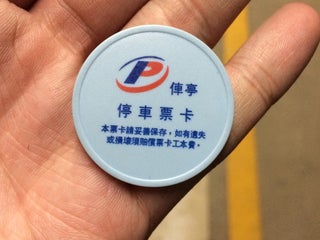 P 俥亭
停車票卡
本票卡請妥善保存，如有遺失
或損壞須賠償票卡工本費。